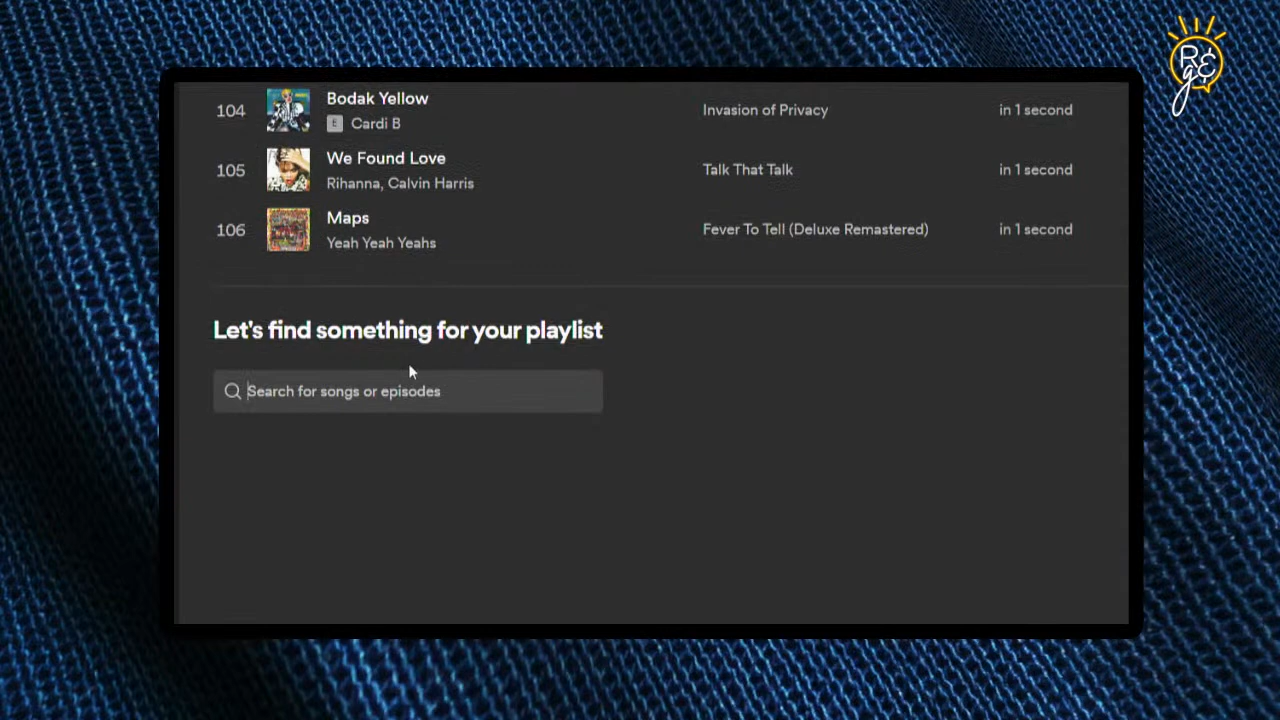 R&
g
104
Bodak Yellow
E Cardi B
Invasion of Privacy
in 1 second
105
We Found Love
Rihanna, Calvin Harris
Talk That Talk
in 1 second
106
Maps
Yeah Yeah Yeahs
Fever To Tell (Deluxe Remastered)
in 1 second
Let's find something for your playlist
Search for songs or episodes